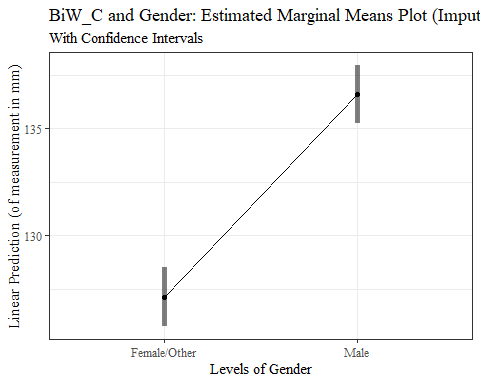 BiW_C and Gender: Estimated Marginal Means Plot (Imput
With Confidence Intervals
Linear Prediction (of measurement in mm)
135
130
Female/Other
Male
Levels of Gender